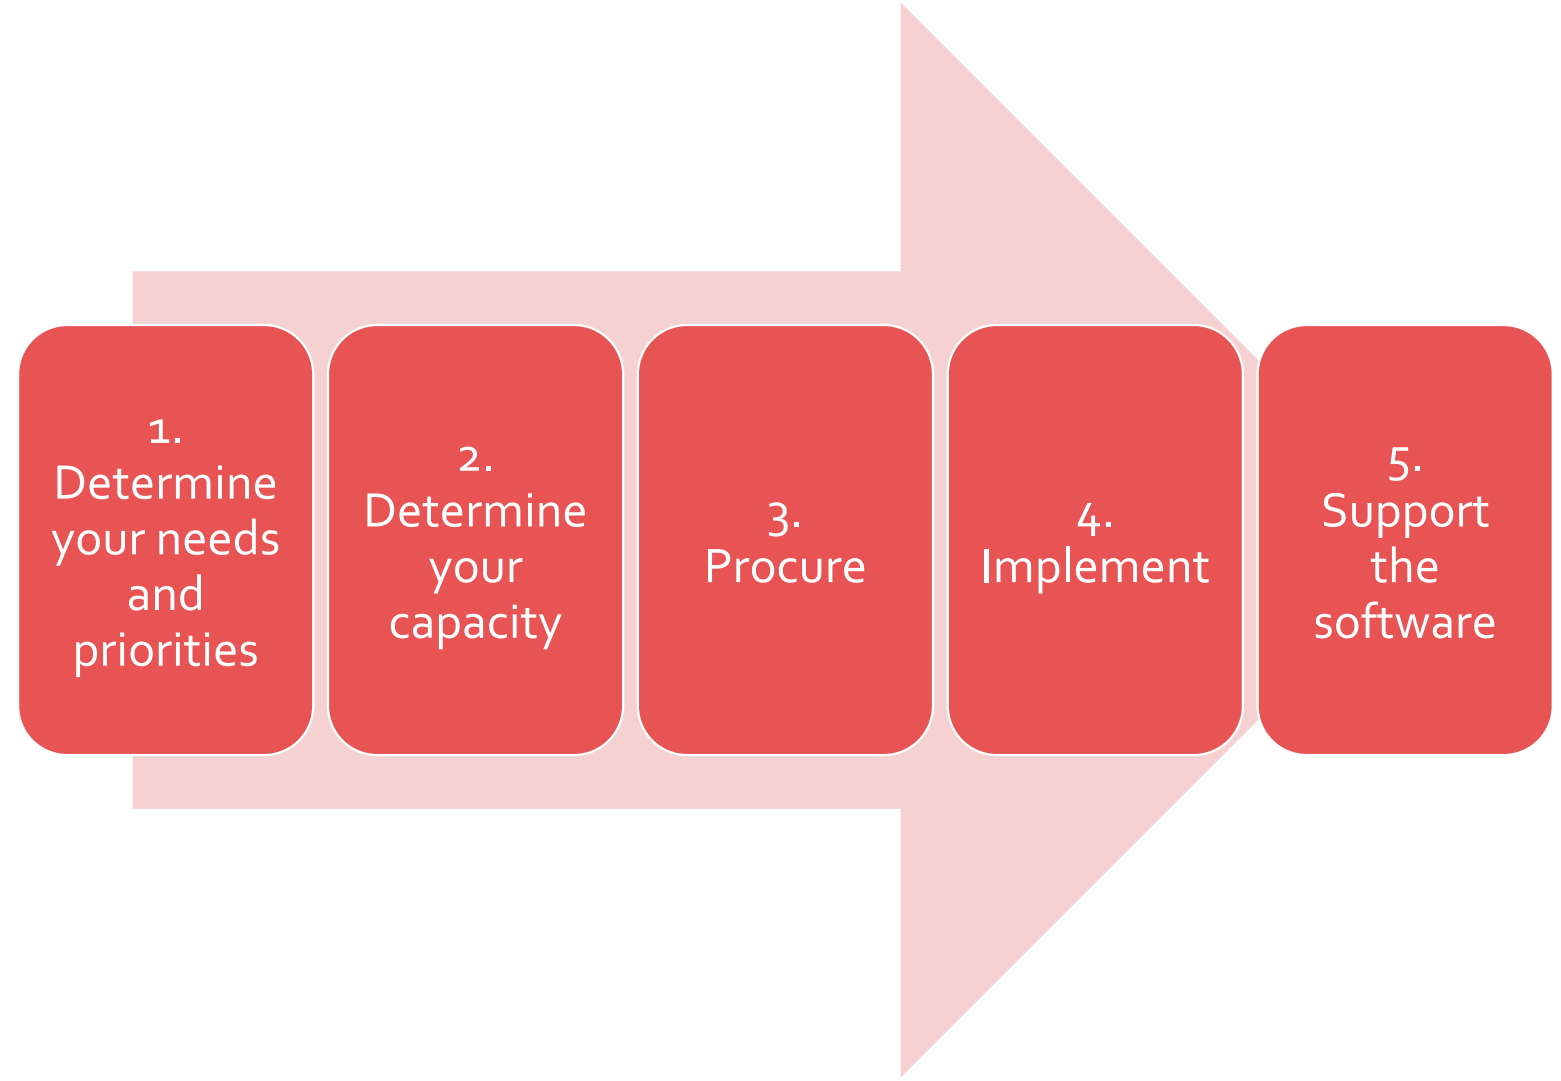 1.
Determine
your needs
and
priorities
2.
Determine
your
capacity
3.
Procure
4.
Implement
5.
Support
the
software